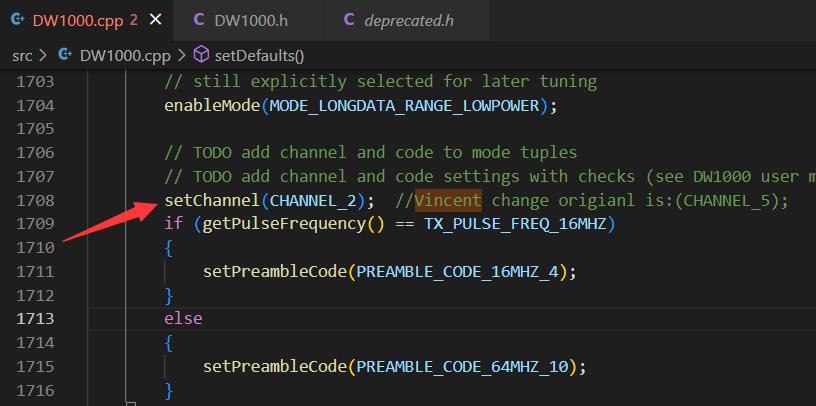 DW1000.cpp 2 × C DW1000.h C deprecated.h
src > DW1000.cpp > setDefaults()
1703 // still explicitly selected for later tuning
1704 enableMode(MODE_LONGDATA_RANGE_LOWPOWER);
1705
1706 // TODO add channel and code to mode tuples
1707 // TODO add channel and code settings with checks (see DW1000 user m
1708 setChannel(CHANNEL_2); //Vincent change origianl is:(CHANNEL_5);
1709 if (getPulseFrequency() == TX_PULSE_FREQ_16MHZ)
1710 {
1711 setPreambleCode(PREAMBLE_CODE_16MHZ_4);
1712 }
1713 else
1714 {
1715 setPreambleCode(PREAMBLE_CODE_64MHZ_10);
1716 }